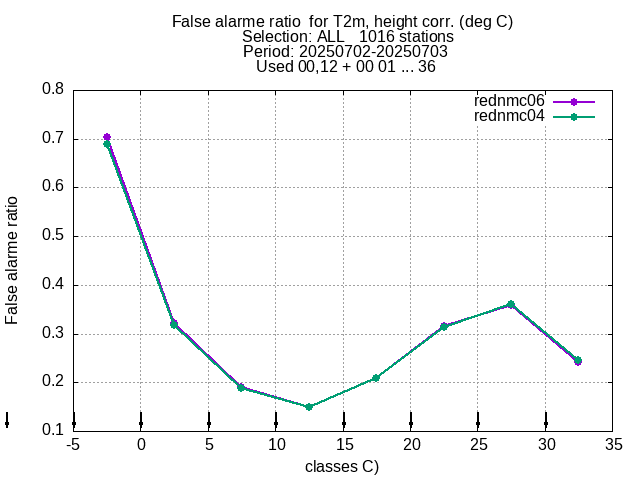 False alarme ratio  for T2m, height corr. (deg C)
Selection: ALL   1016 stations
Period: 20250702-20250703
Used 00,12 + 00 01 ... 36
rednmc06
rednmc04
0.8
0.7
0.6
0.5
0.4
0.3
0.2
0.1
False alarme ratio
-5 0 5 10 15 20 25 30 35
classes C)